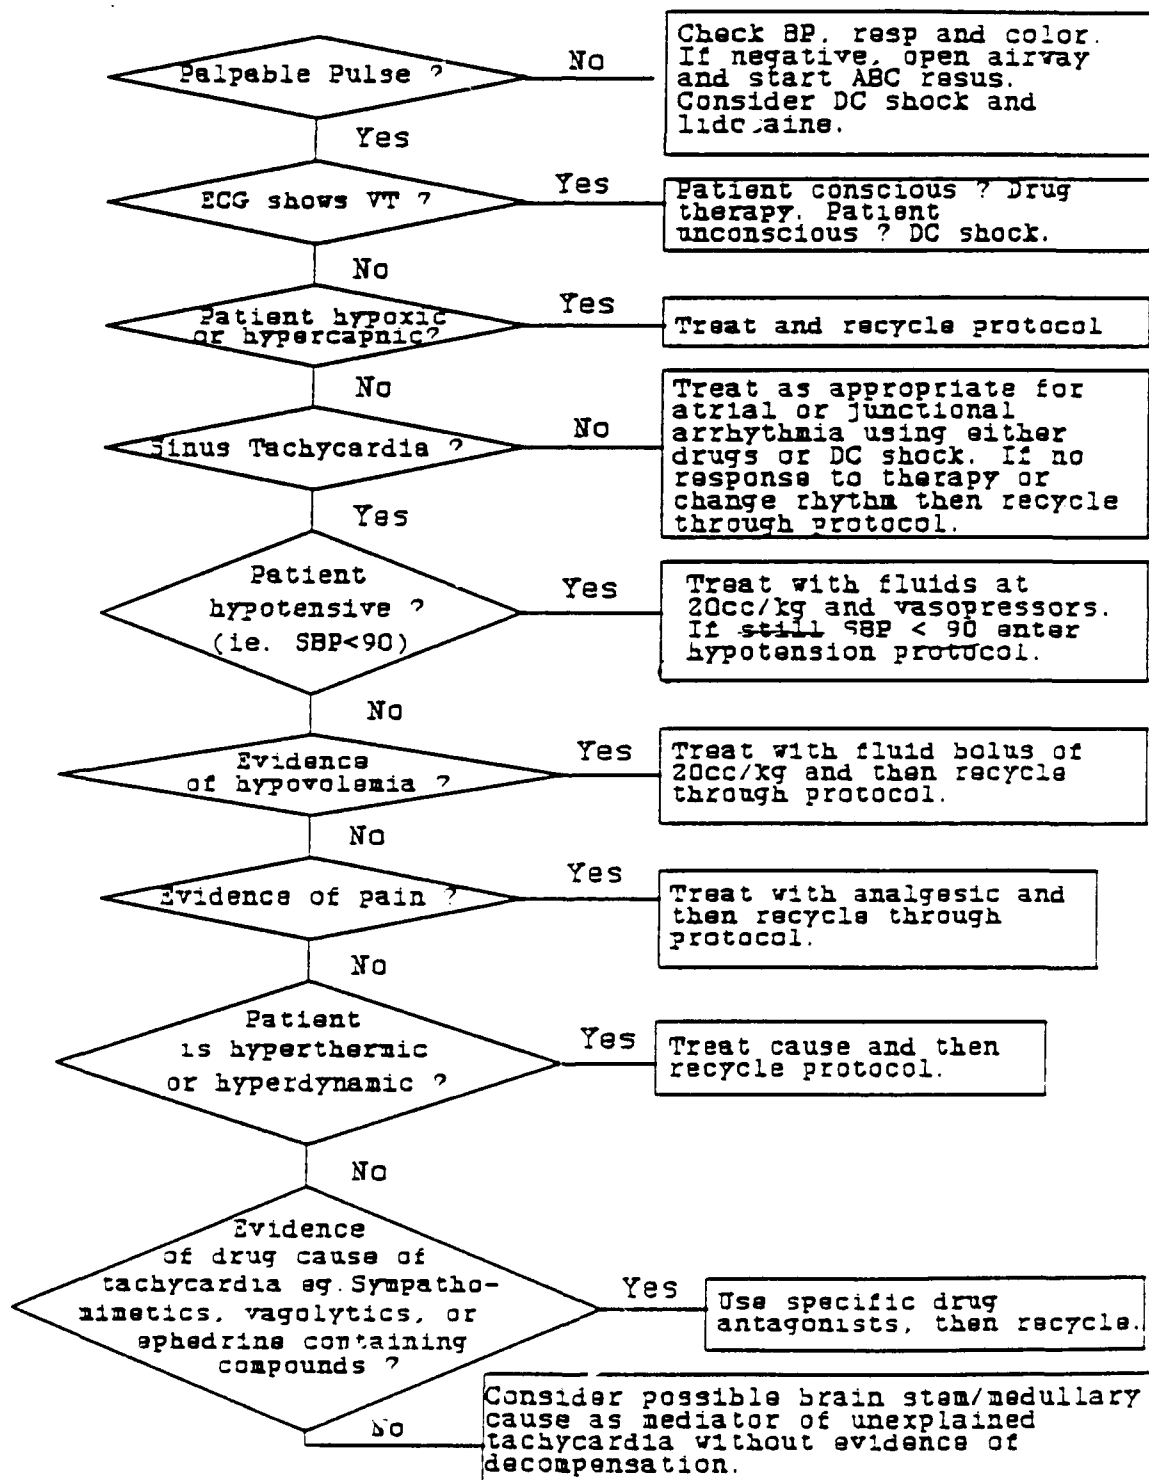 Palpable Pulse ?
No
Check BP, resp and color.
If negative, open airway
and start ABC resus.
Consider DC shock and
lidocaine.
Yes
ECG shows VT ?
Yes
Patient conscious ? Drug
therapy. Patient
unconscious ? DC shock.
No
Patient hypoxic
or hypercapnic?
Yes
Treat and recycle protocol
No
Sinus Tachycardia ?
No
Treat as appropriate for
atrial or junctional
arrhythmia using either
drugs or DC shock. If no
response to therapy or
change rhythm then recycle
through protocol.
Yes
Patient
hypotensive ?
(ie. SBP<90)
Yes
Treat with fluids at
20cc/kg and vasopressors.
If still SBP < 90 enter
hypotension protocol.
No
Evidence
of hypovolemia ?
Yes
Treat with fluid bolus of
20cc/kg and then recycle
through protocol.
No
Evidence of pain ?
Yes
Treat with analgesic and
then recycle through
protocol.
No
Patient
is hyperthermic
or hyperdynamic ?
Yes
Treat cause and then
recycle protocol.
No
Evidence
of drug cause of
tachycardia eg.Sympatho-
mimetics, vagolytics, or
ephedrine containing
compounds ?
Yes
Use specific drug
antagonists, then recycle.
No
Consider possible brain stem/medullary
cause as mediator of unexplained
tachycardia without evidence of
decompensation.